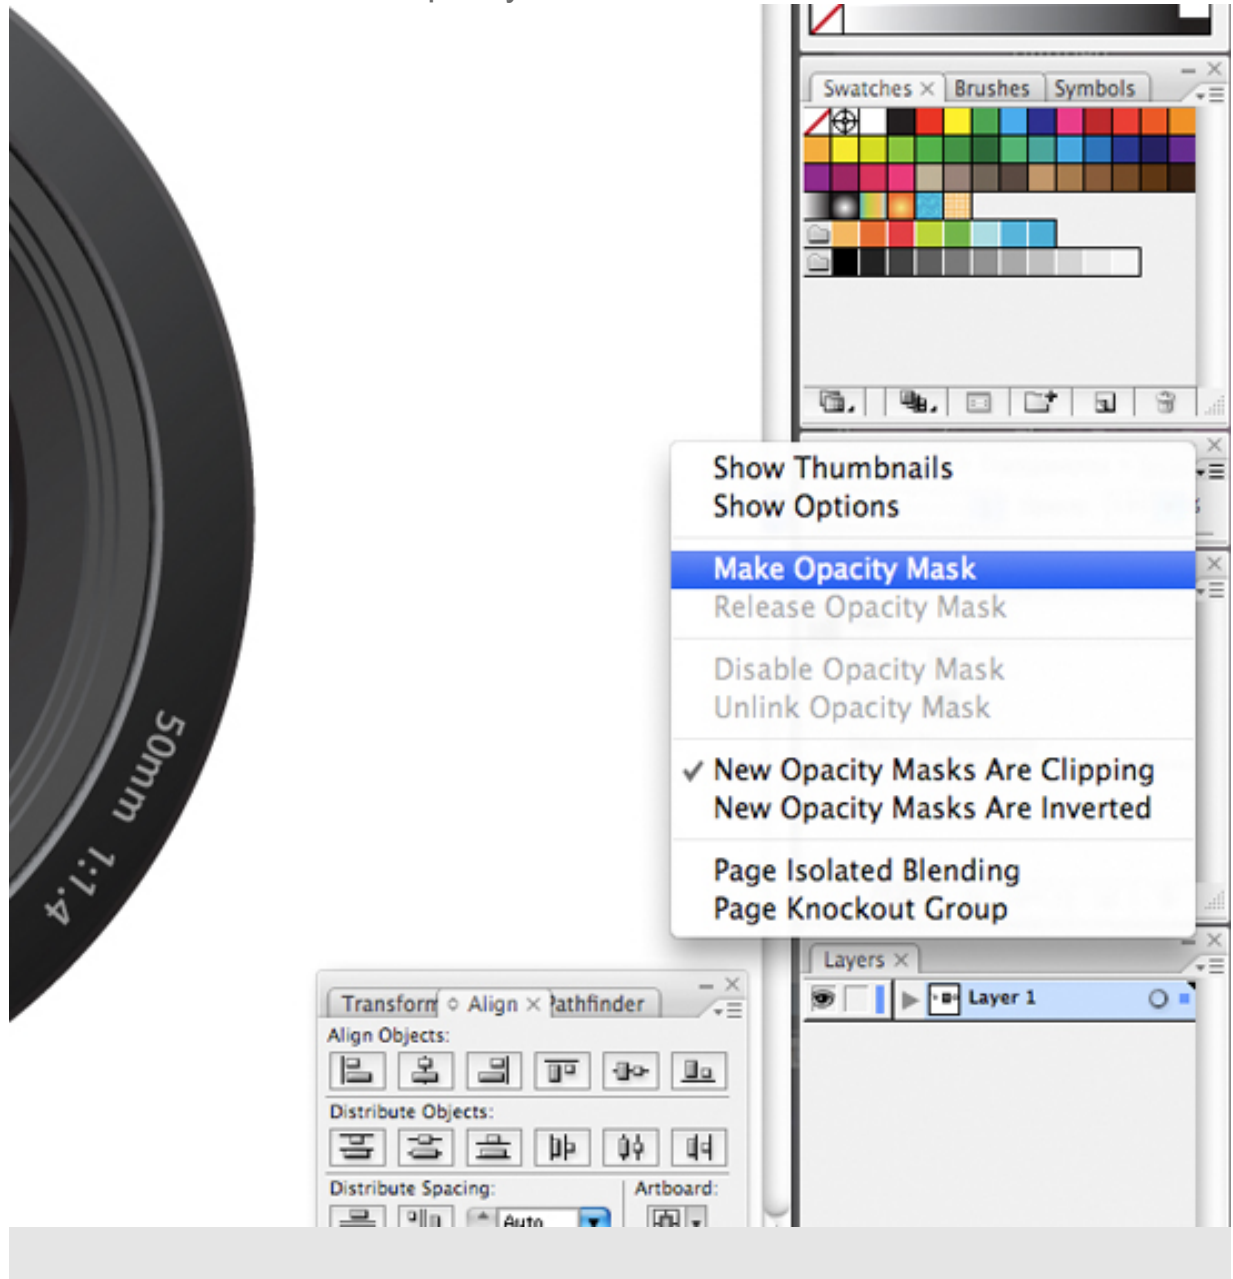 Swatches Brushes Symbols
Show Thumbnails
Show Options
Make Opacity Mask
Release Opacity Mask
Disable Opacity Mask
Unlink Opacity Mask
New Opacity Masks Are Clipping
New Opacity Masks Are Inverted
Page Isolated Blending
Page Knockout Group
50mm 1:1.4
Layers
Layer 1
Transform Align Pathfinder
Align Objects:
Distribute Objects:
Distribute Spacing: Artboard:
Auto